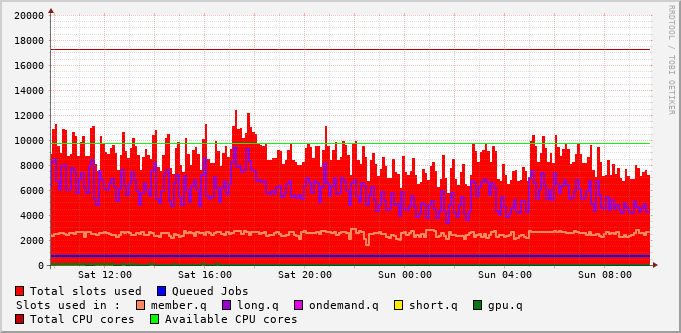 20000
18000
16000
14000
12000
10000
8000
6000
4000
2000
0
Sat 12:00 Sat 16:00 Sat 20:00 Sun 00:00 Sun 04:00 Sun 08:00
RRDTOOL / TOBI OETIKER
Total slots used Queued Jobs
Slots used in : member.q long.q ondemand.q short.q gpu.q
Total CPU cores Available CPU cores